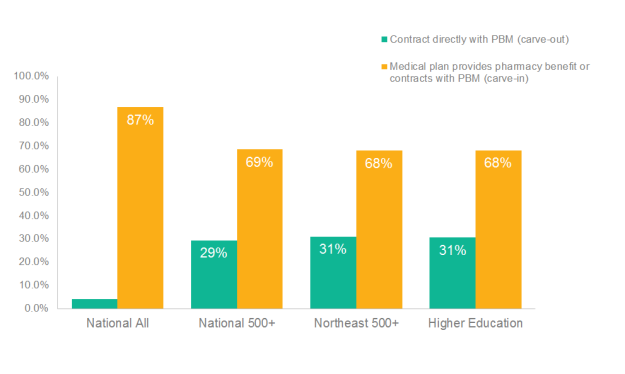 Contract directly with PBM (carve-out)
Medical plan provides pharmacy benefit or
contracts with PBM (carve-in)
100.0%
90.0%
80.0%
70.0%
60.0%
50.0%
40.0%
30.0%
20.0%
10.0%
0.0%
87%
29%
69%
31%
68%
31%
68%
National All
National 500+
Northeast 500+
Higher Education